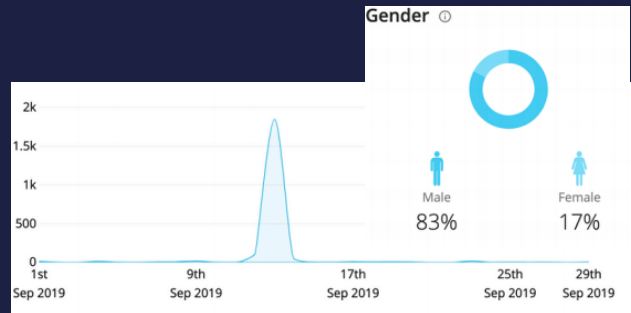 Gender
2k
1.5k
1k
500
0
1st 9th 17th 25th 29th
Sep 2019 Sep 2019 Sep 2019 Sep 2019 Sep 2019
Male Female
83% 17%